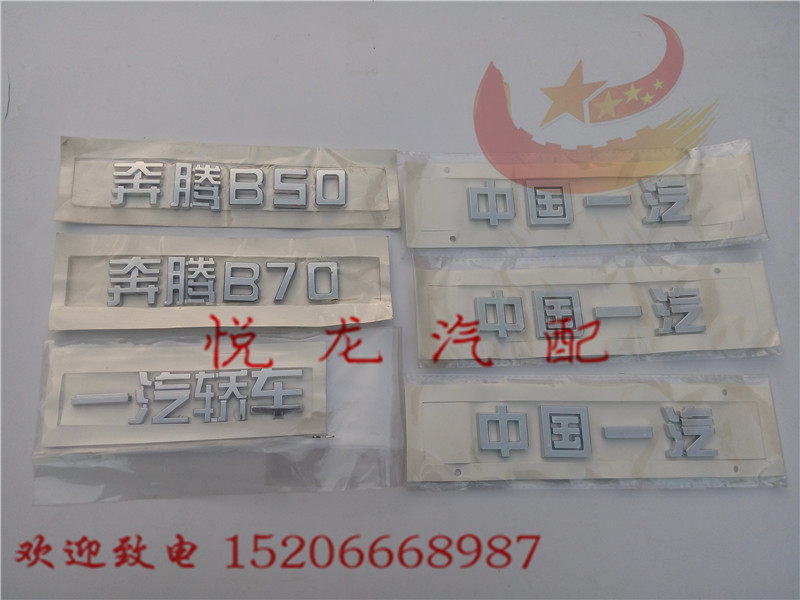 奔腾B50
奔腾B70
一汽轿车
中国一汽
中国一汽
中国一汽
悦龙汽配
欢迎致电 15206668987